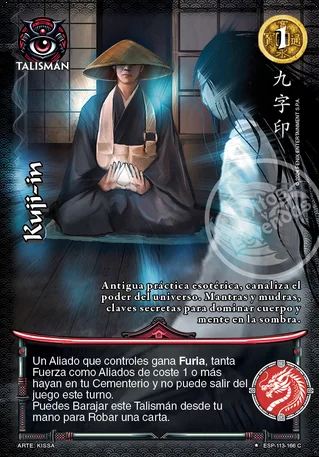 TALISMÁN
1
九字印
Kuji-in
Antigua práctica esotérica, canaliza el
poder del universo. Mantras y mudras,
claves secretas para dominar cuerpo y
mente en la sombra.
Un Aliado que controles gana Furia, tanta
Fuerza como Aliados de coste 1 o más
hayan en tu Cementerio y no puede salir del
juego este turno.
Puedes Barajar este Talismán desde tu
mano para Robar una carta.
ARTE: KISSA
ESP-113-166 C